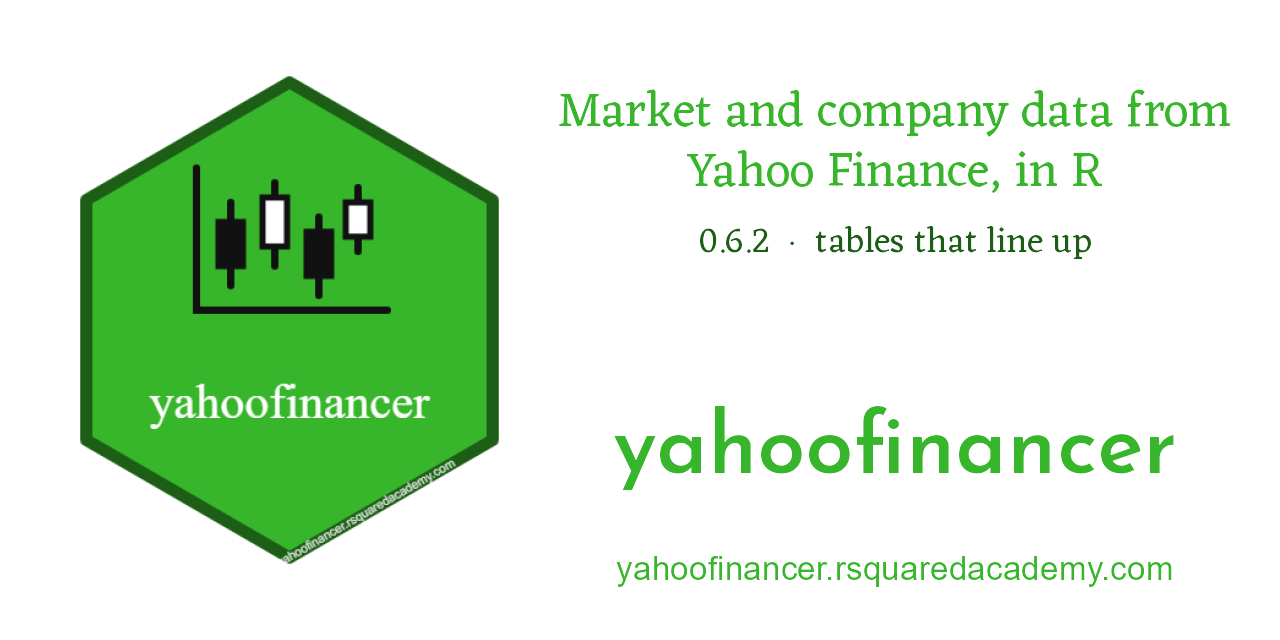 Market and company data from
Yahoo Finance, in R
0.6.2 · tables that line up
yahoofinancer
yahoofinancer.rsquaredacademy.com
yahoofinancer
yahoofinancer.rsquaredacademy.com